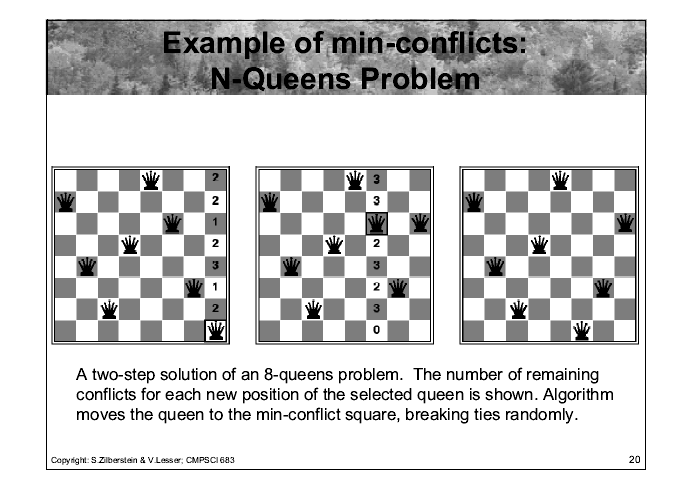 Example of min-conflicts:
N-Queens Problem
2
2
1
2
3
1
2
3
3
2
3
2
3
0
A two-step solution of an 8-queens problem.  The number of remaining
conflicts for each new position of the selected queen is shown. Algorithm
moves the queen to the min-conflict square, breaking ties randomly.
Copyright: S.Zilberstein & V.Lesser; CMPSCI 683
20